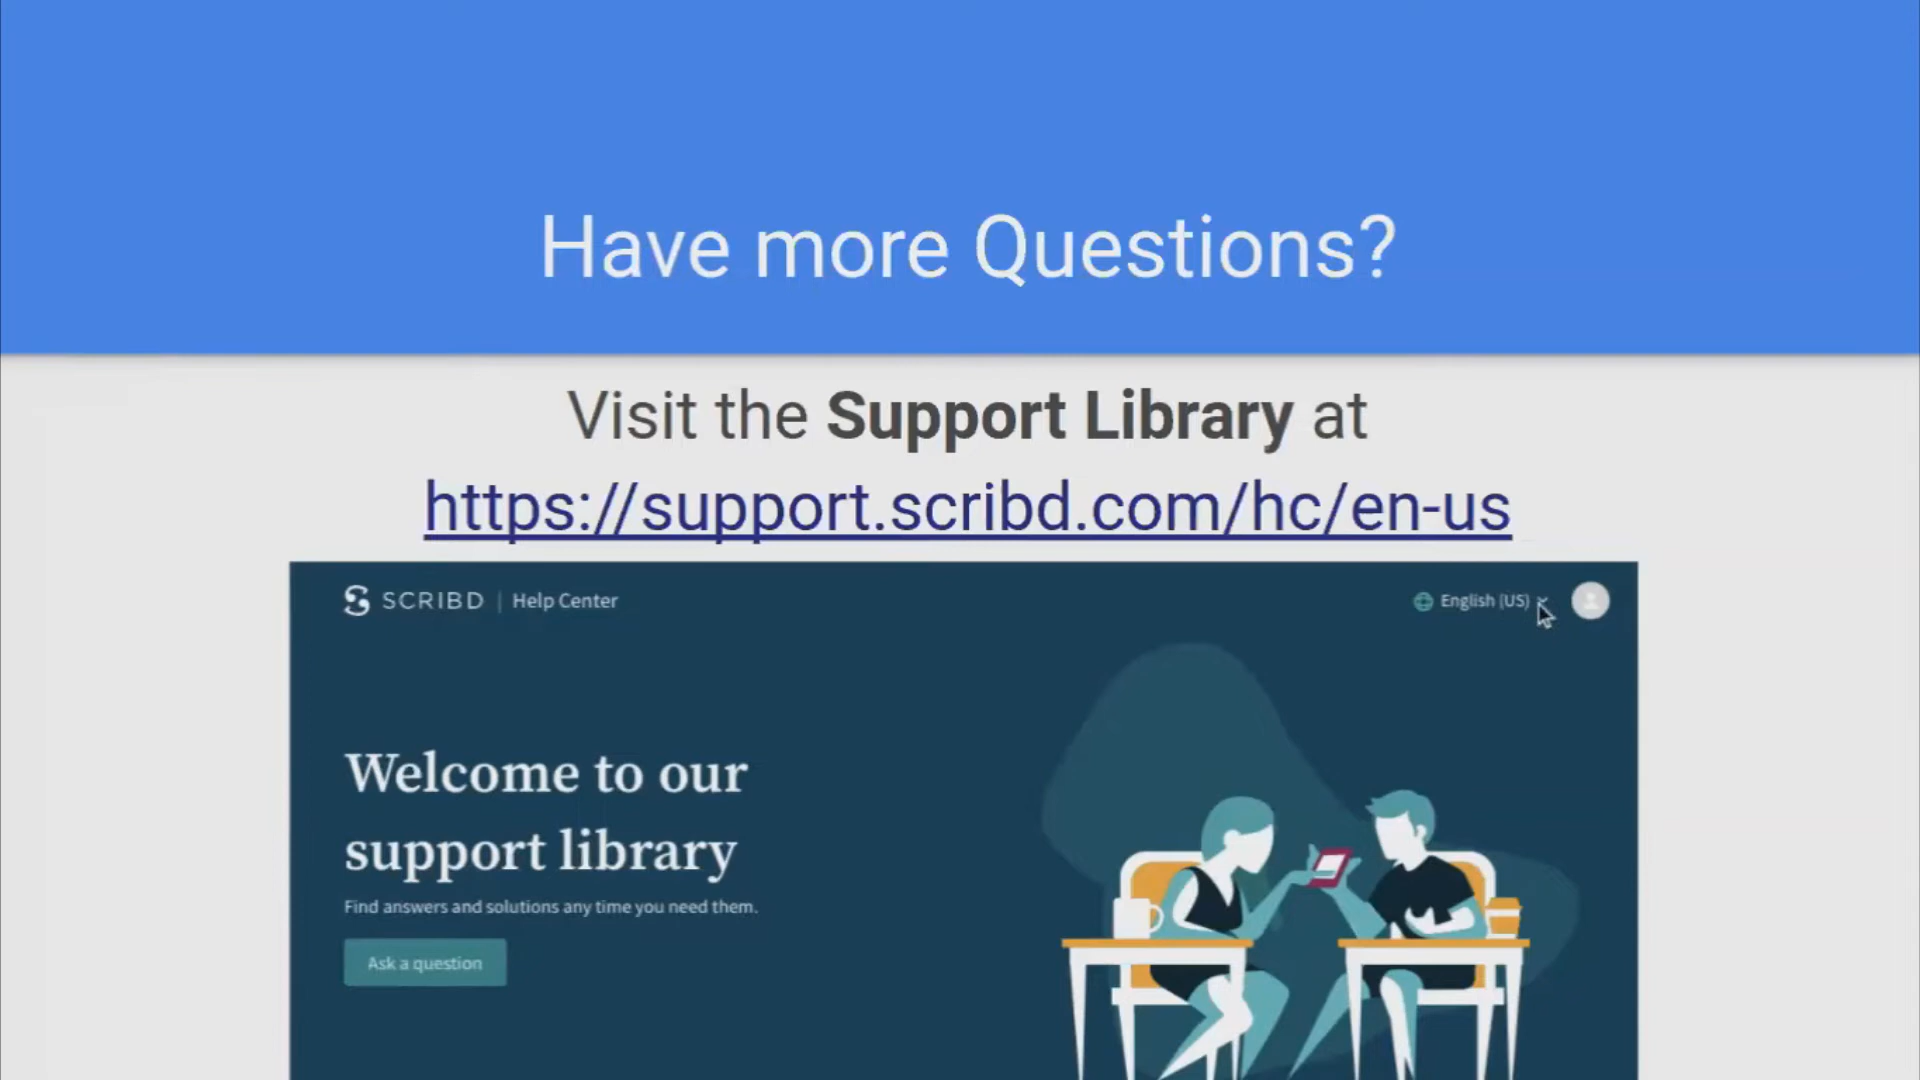 Have more Questions?
Visit the Support Library at
https://support.scribd.com/hc/en-us
SCRIBD | Help Center
English (US)
Welcome to our
support library
Find answers and solutions any time you need them.
Ask a question